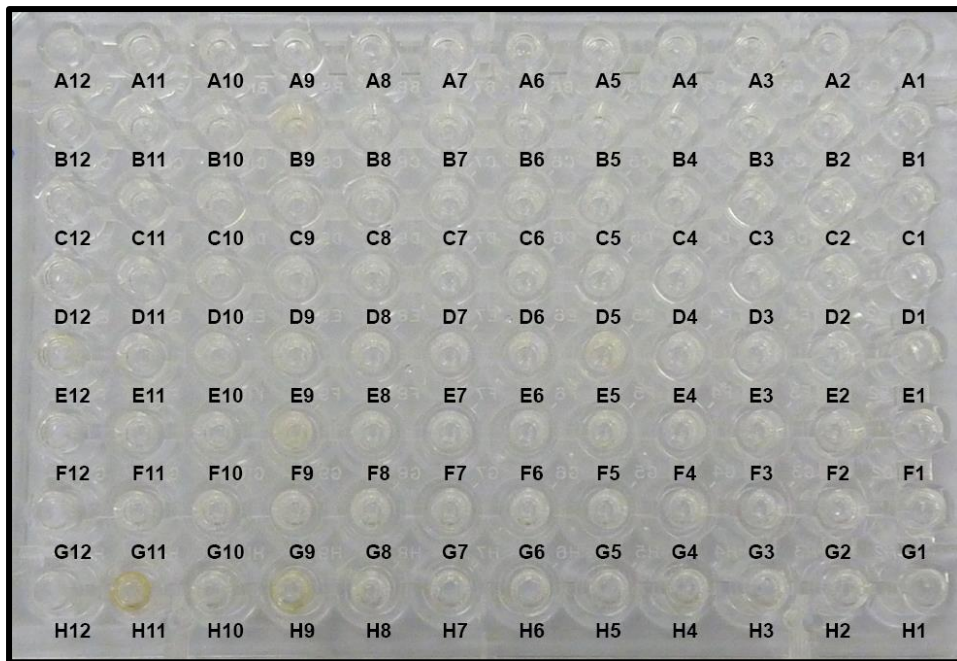 A12 A11 A10 A9 A8 A7 A6 A5 A4 A3 A2 A1
B12 B11 B10 B9 B8 B7 B6 B5 B4 B3 B2 B1
C12 C11 C10 C9 C8 C7 C6 C5 C4 C3 C2 C1
D12 D11 D10 D9 D8 D7 D6 D5 D4 D3 D2 D1
E12 E11 E10 E9 E8 E7 E6 E5 E4 E3 E2 E1
F12 F11 F10 F9 F8 F7 F6 F5 F4 F3 F2 F1
G12 G11 G10 G9 G8 G7 G6 G5 G4 G3 G2 G1
H12 H11 H10 H9 H8 H7 H6 H5 H4 H3 H2 H1